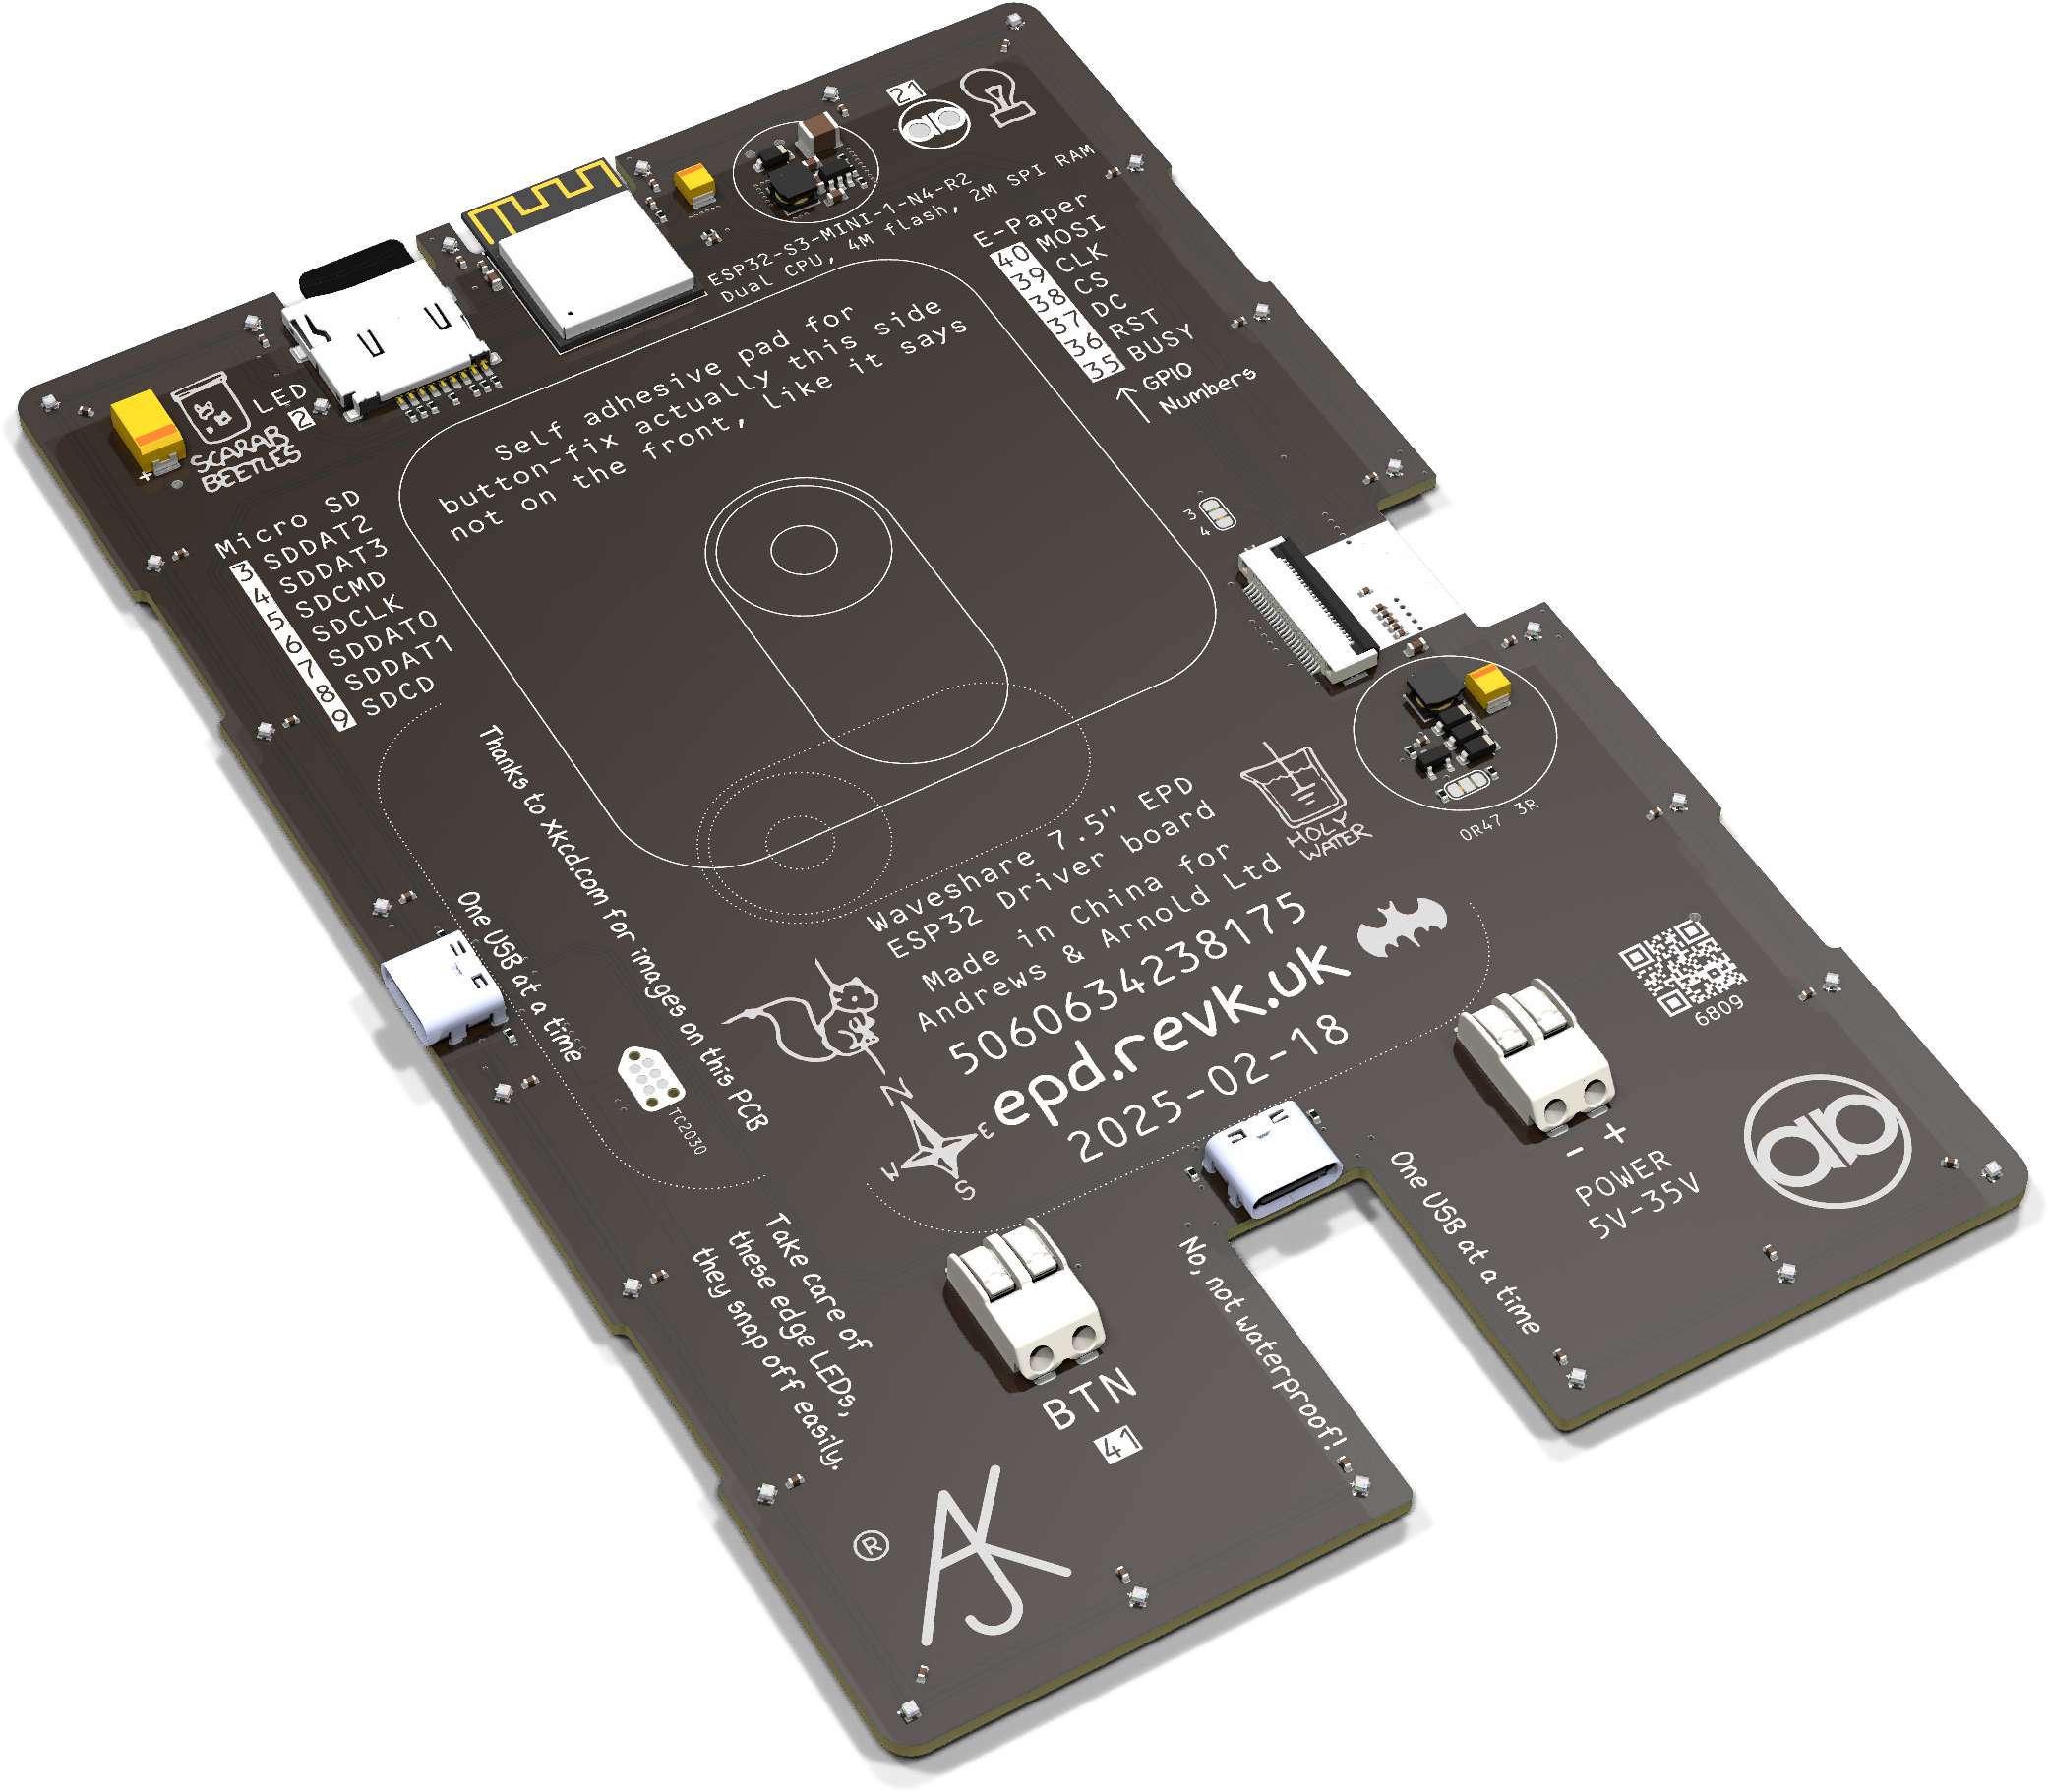 21
ESP32-S3-MINI-1-N4-R2
Dual CPU, 4M flash, 2M SPI RAM
E-Paper
40 MOSI
39 CLK
38 CS
37 DC
36 RST
35 BUSY
↑ GPIO
Numbers
Self adhesive pad for
button-fix actually this side
not on the front, like it says
LED
2
SCARAB
BEETLES
+
Micro SD
3 SDDAT2
4 SDDAT3
5 SDCMD
6 SDCLK
7 SDDAT0
8 SDDAT1
9 SDCD
3
4
0R47 3R
Thanks to xkcd.com for images on this PCB
One USB at a time
TC2030
HOLY
WATER
Waveshare 7.5" EPD
ESP32 Driver board
Made in China for
Andrews & Arnold Ltd
5060634238175
epd.revk.uk
2025-02-18
N
E
S
W
6809
- +
POWER
5V-35V
One USB at a time
No, not waterproof!
Take care of
these edge LEDs,
they snap off easily.
BTN
41
®
AJK